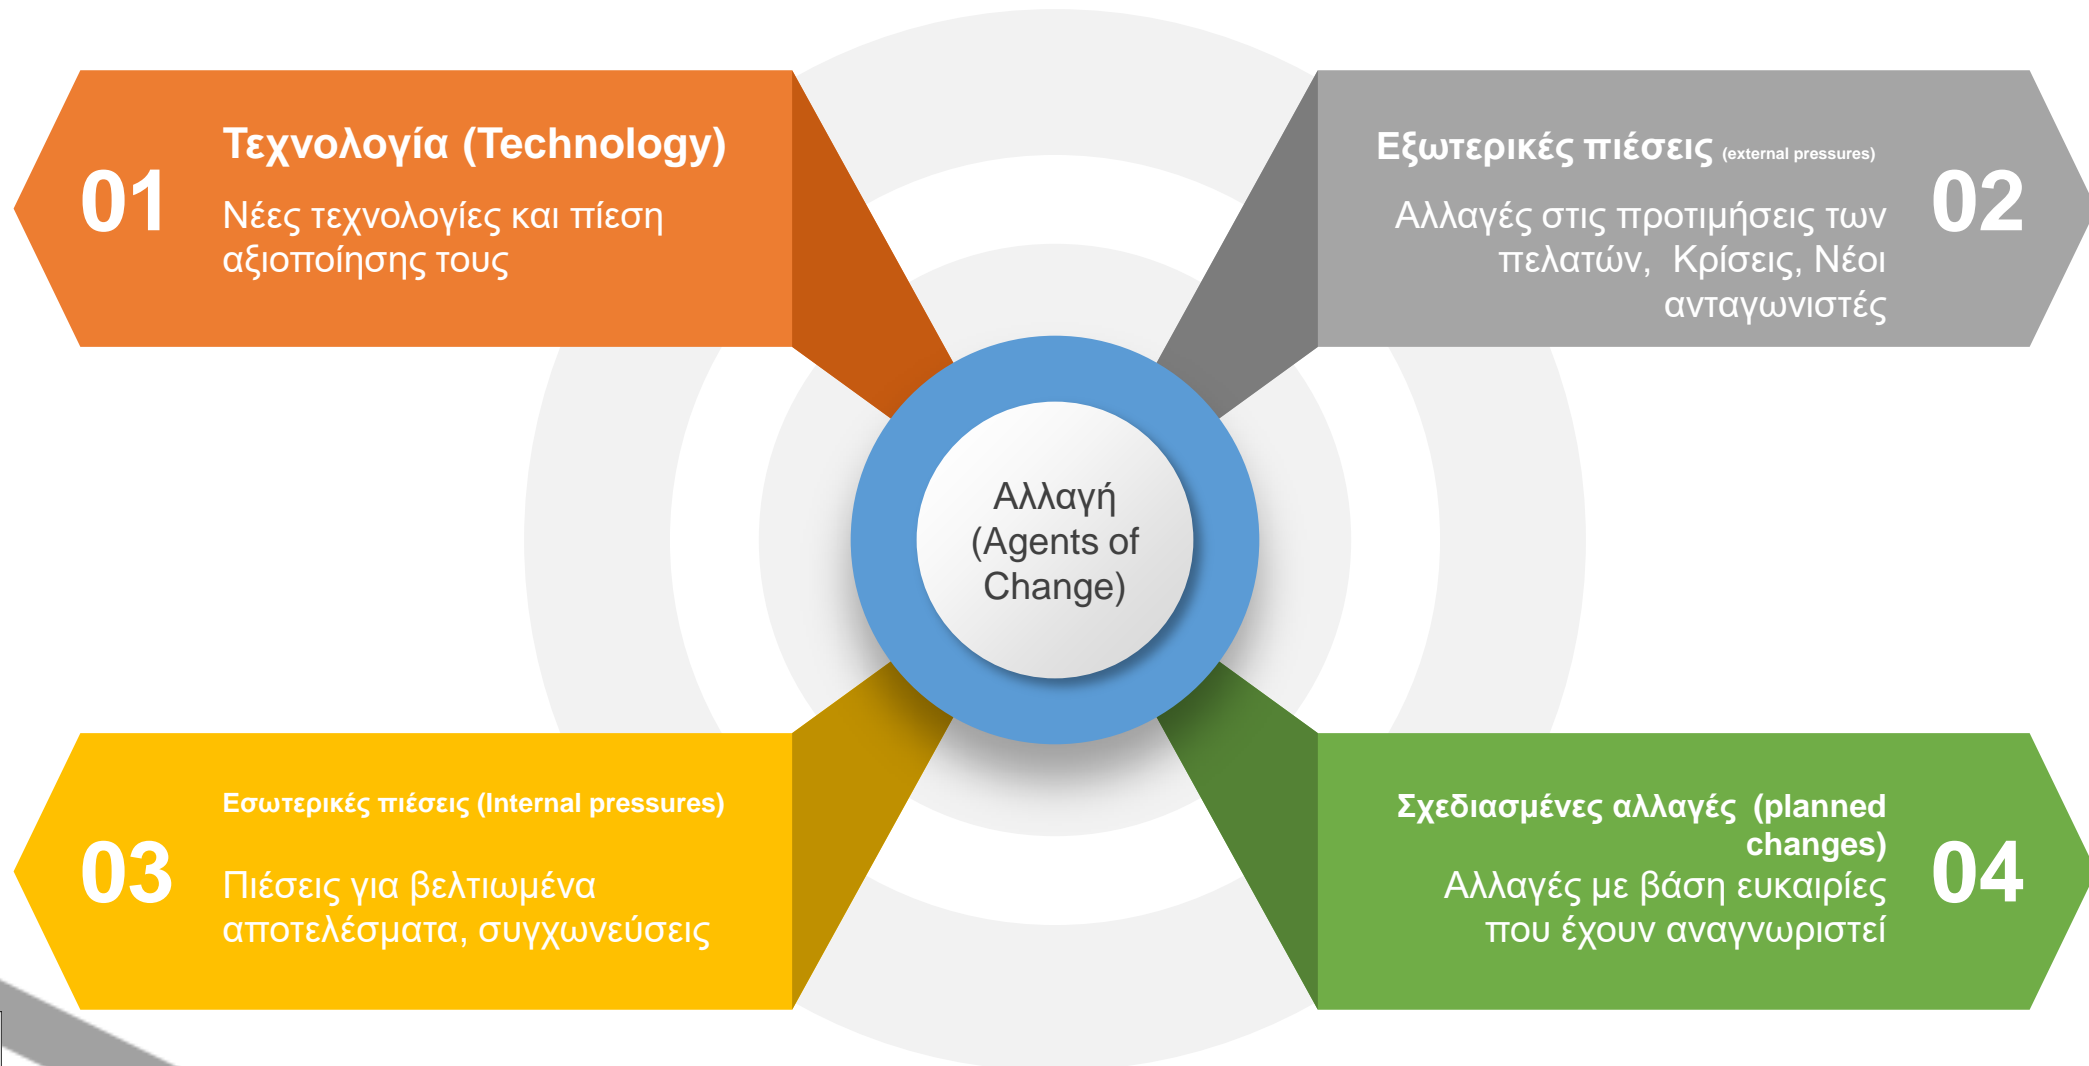 01
Τεχνολογία (Technology)
Νέες τεχνολογίες και πίεση
αξιοποίησης τους
Εξωτερικές πιέσεις (external pressures)
Αλλαγές στις προτιμήσεις των
πελατών,  Κρίσεις, Νέοι
ανταγωνιστές
02
Αλλαγή
(Agents of
Change)
03
Εσωτερικές πιέσεις (Internal pressures)
Πιέσεις για βελτιωμένα
αποτελέσματα, συγχωνεύσεις
Σχεδιασμένες αλλαγές  (planned
changes)
Αλλαγές με βάση ευκαιρίες
που έχουν αναγνωριστεί
04